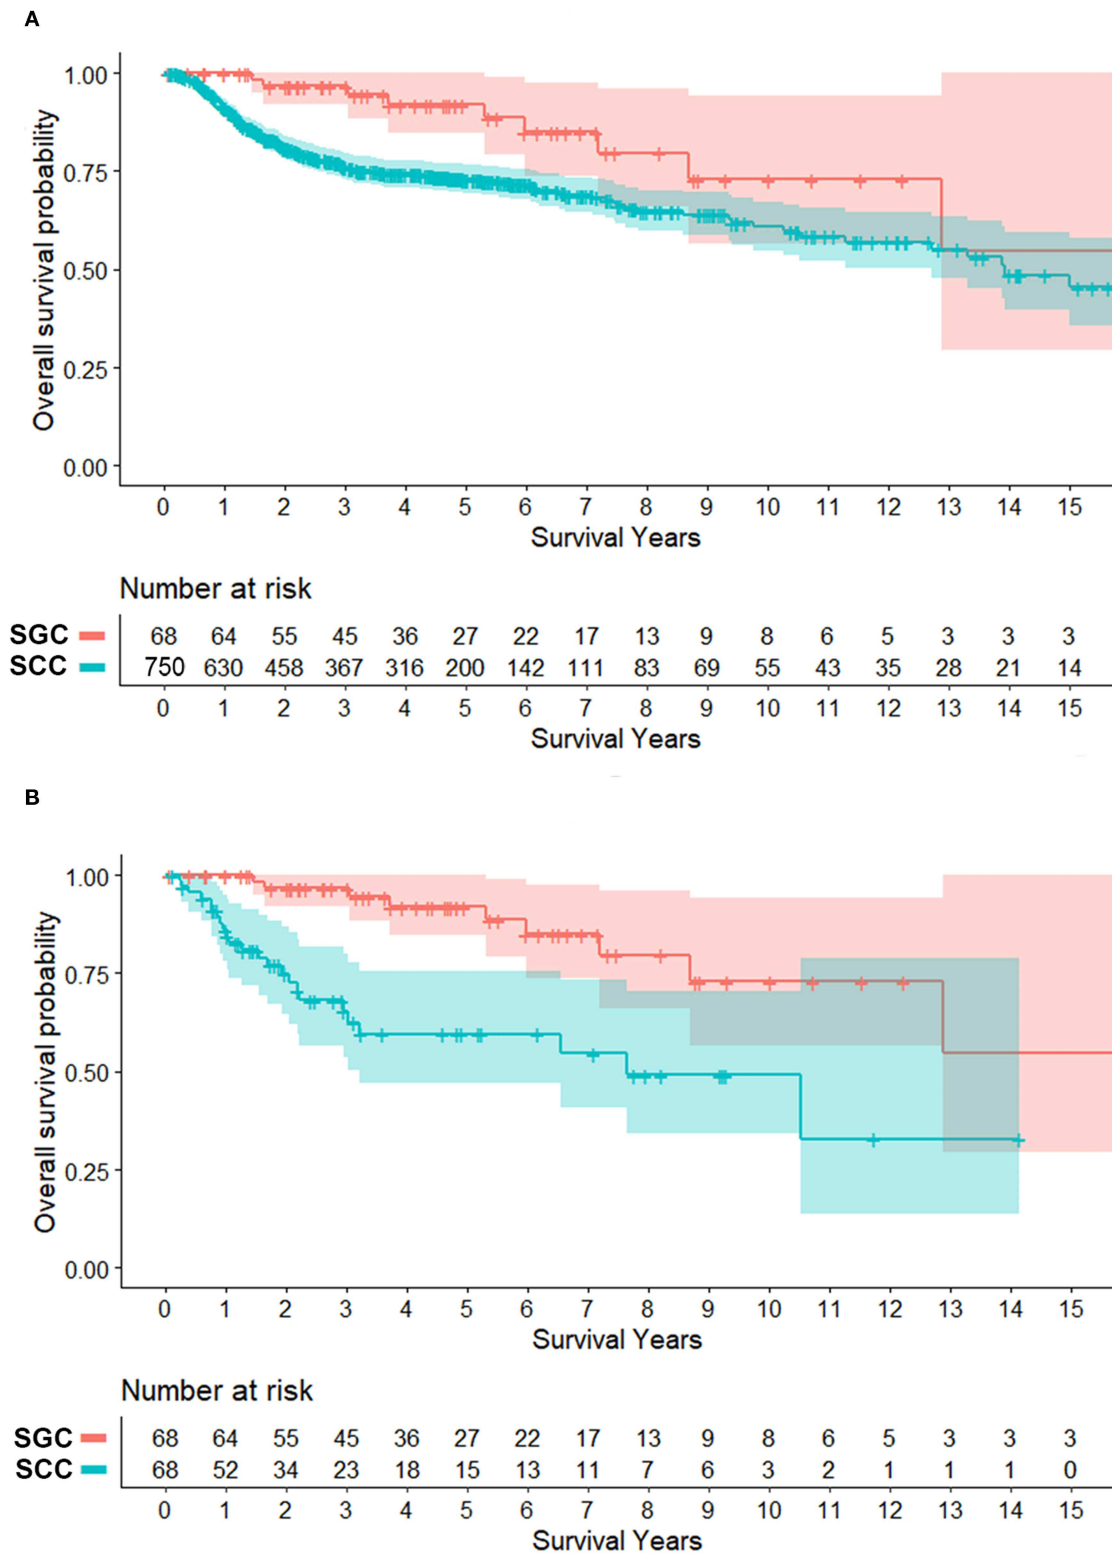 A
Overall survival probability
1.00
0.75
0.50
0.25
0.00
0 1 2 3 4 5 6 7 8 9 10 11 12 13 14 15
Survival Years
Number at risk
SGC 68 64 55 45 36 27 22 17 13 9 8 6 5 3 3 3
SCC 750 630 458 367 316 200 142 111 83 69 55 43 35 28 21 14
0 1 2 3 4 5 6 7 8 9 10 11 12 13 14 15
Survival Years
B
Overall survival probability
1.00
0.75
0.50
0.25
0.00
0 1 2 3 4 5 6 7 8 9 10 11 12 13 14 15
Survival Years
Number at risk
SGC 68 64 55 45 36 27 22 17 13 9 8 6 5 3 3 3
SCC 68 52 34 23 18 15 13 11 7 6 3 2 1 1 1 0
0 1 2 3 4 5 6 7 8 9 10 11 12 13 14 15
Survival Years